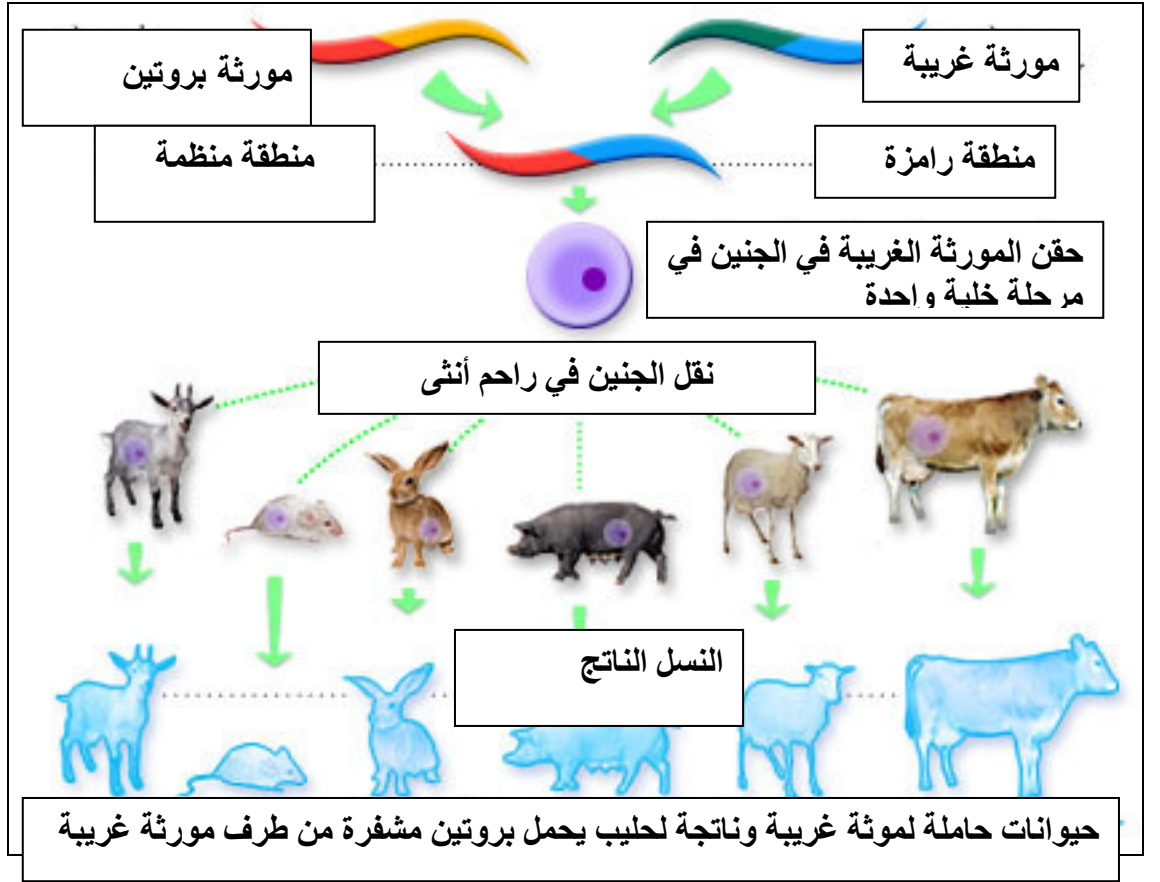 مورثة غريبة
مورثة بروتين
منطقة رامزة
منطقة منظمة
حقن المورثة الغريبة في الجنين في
مرحلة خلية واحدة
نقل الجنين في راحم أنثى
النسل الناتج
حيوانات حاملة لموثة غريبة وناتجة لحليب يحمل بروتين مشفرة من طرف مورثة غريبة